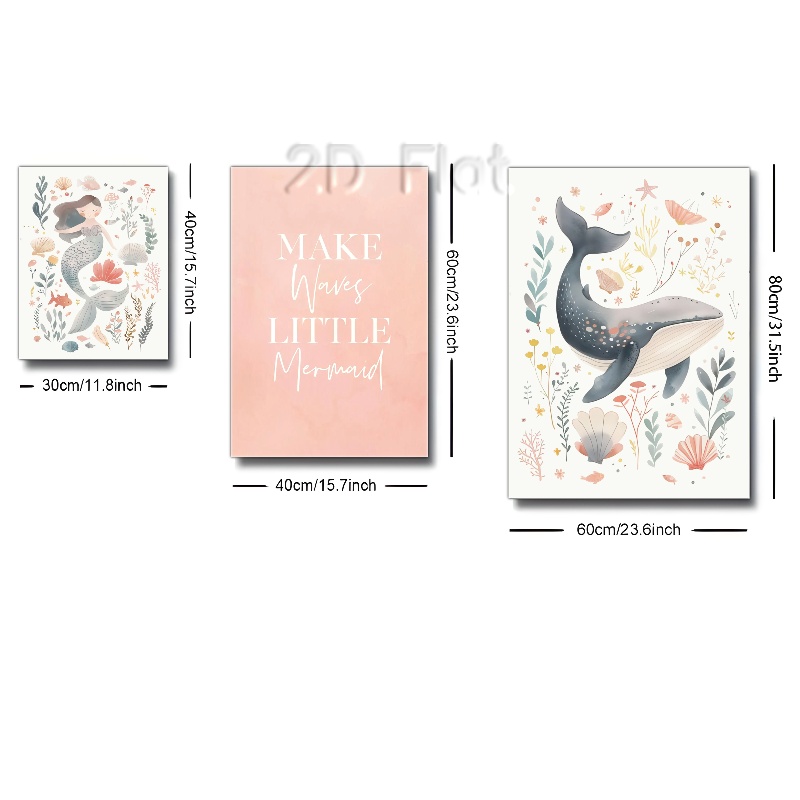 2D Flat
MAKE
Waves
LITTLE
Mermaid
40cm/15.7inch
30cm/11.8inch
60cm/23.6inch
40cm/15.7inch
80cm/31.5inch
60cm/23.6inch